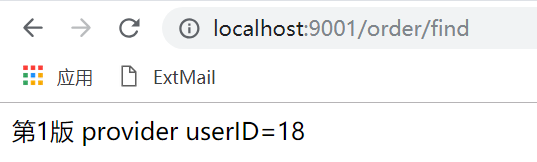 localhost:9001/order/find
应用 ExtMail
第1版 provider userID=18